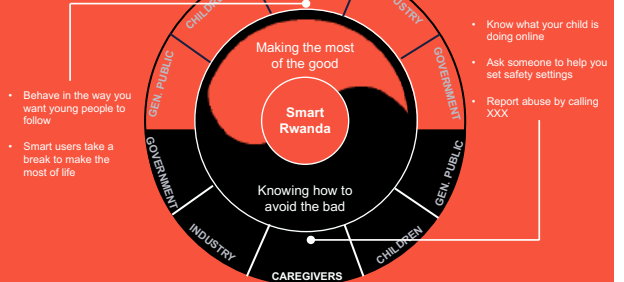 CHILDREN
INDUSTRY
GEN. PUBLIC
GOVERNMENT
Making the most
of the good
Smart
Rwanda
Knowing how to
avoid the bad
GOVERNMENT
INDUSTRY
CAREGIVERS
CHILDREN
GEN. PUBLIC
• Behave in the way you
want young people to
follow
• Smart users take a
break to make the
most of life
• Know what your child is
doing online
• Ask someone to help you
set safety settings
• Report abuse by calling
XXX